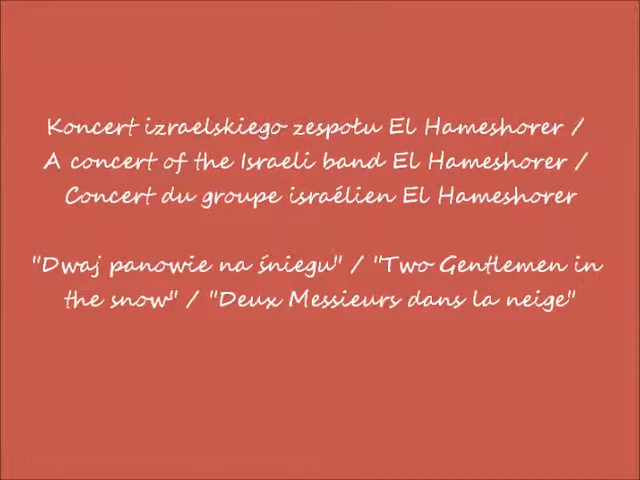 Koncert izraelskiego zespołu El Hameshorer /
A concert of the Israeli band El Hameshorer /
Concert du groupe israélien El Hameshorer
"Dwaj panowie na śniegu" / "Two Gentlemen in
the snow" / "Deux Messieurs dans la neige"